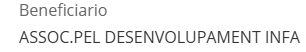 Beneficiario
ASSOC.PEL DESENVOLUPAMENT INFA